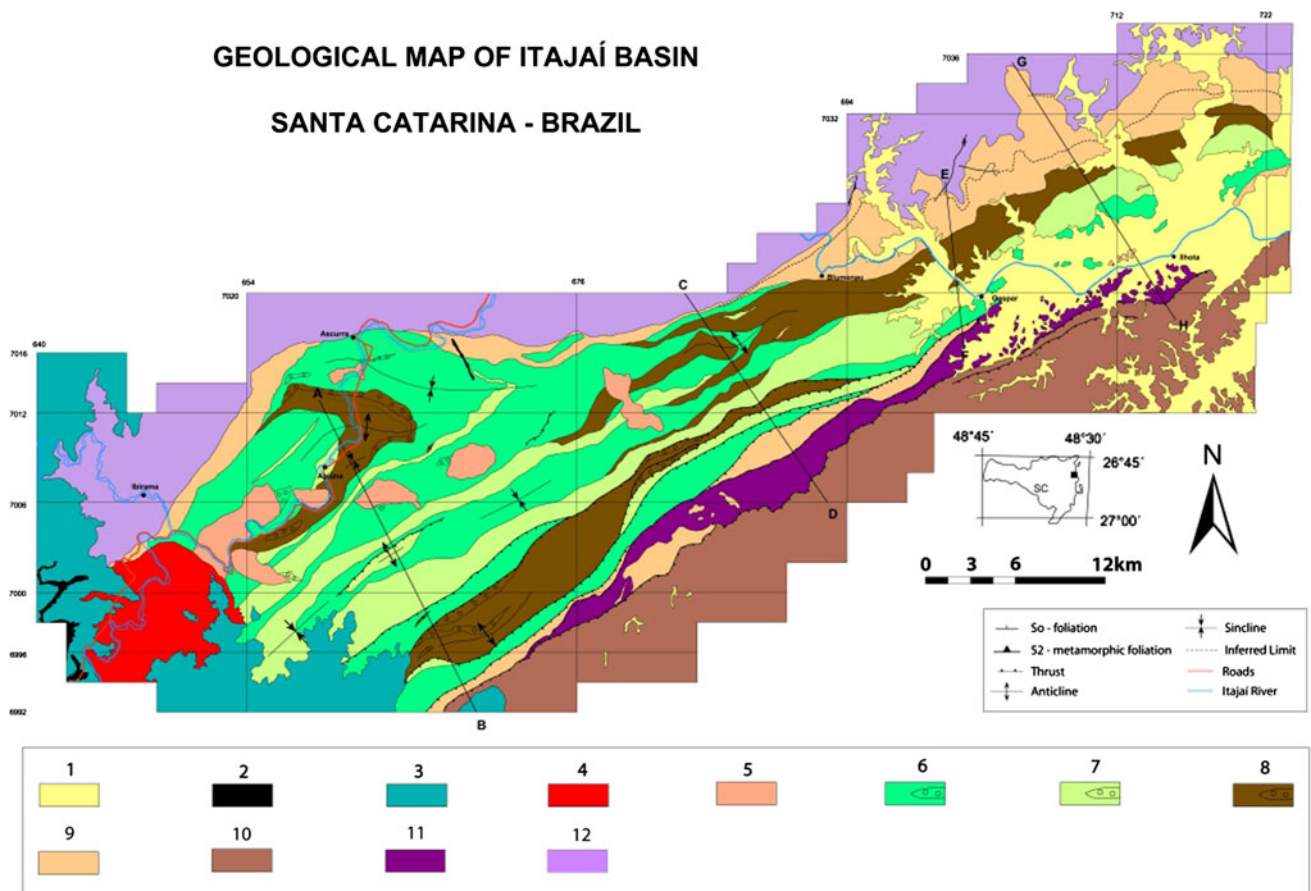 GEOLOGICAL MAP OF ITAJAÍ BASIN
SANTA CATARINA - BRAZIL
712
722
7036
G
694
7032
E
654
676
C
7020
Blumenau
Ilhota
Gaspar
Ascurra
H
F
640
7016
A
7012
Apiuna
Ibirama
7006
D
7000
6996
6992
B
48°45´
48°30´
26°45´
SC
27°00´
N
0 3 6 12km
So - foliation
S2 - metamorphic foliation
Thrust
Anticline
Sincline
Inferred Limit
Roads
Itajaí River
1 2 3 4 5 6 7 8
9 10 11 12